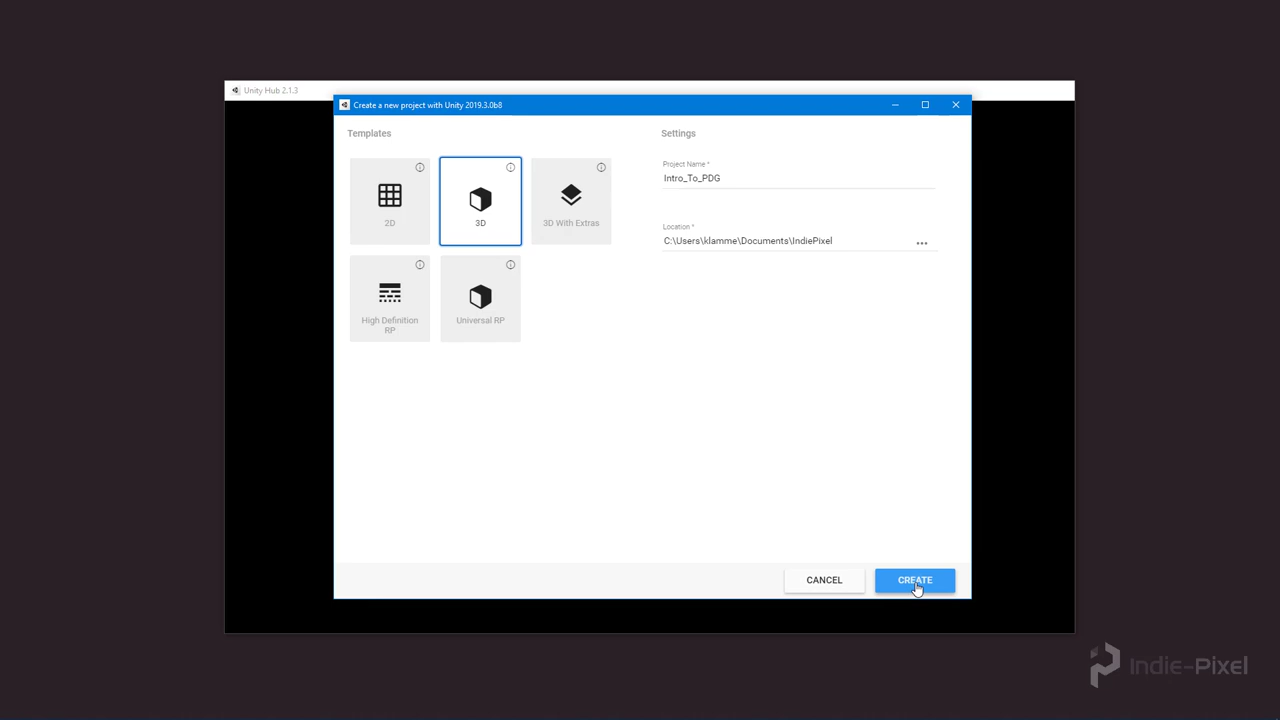 Unity Hub 2.1.3
Create a new project with Unity 2019.3.0b8
Templates
Settings
2D
3D
3D With Extras
High Definition
RP
Universal RP
Project Name *
Intro_To_PDG
Location *
C:\Users\klamme\Documents\IndiePixel
CANCEL
CREATE
Indie-Pixel